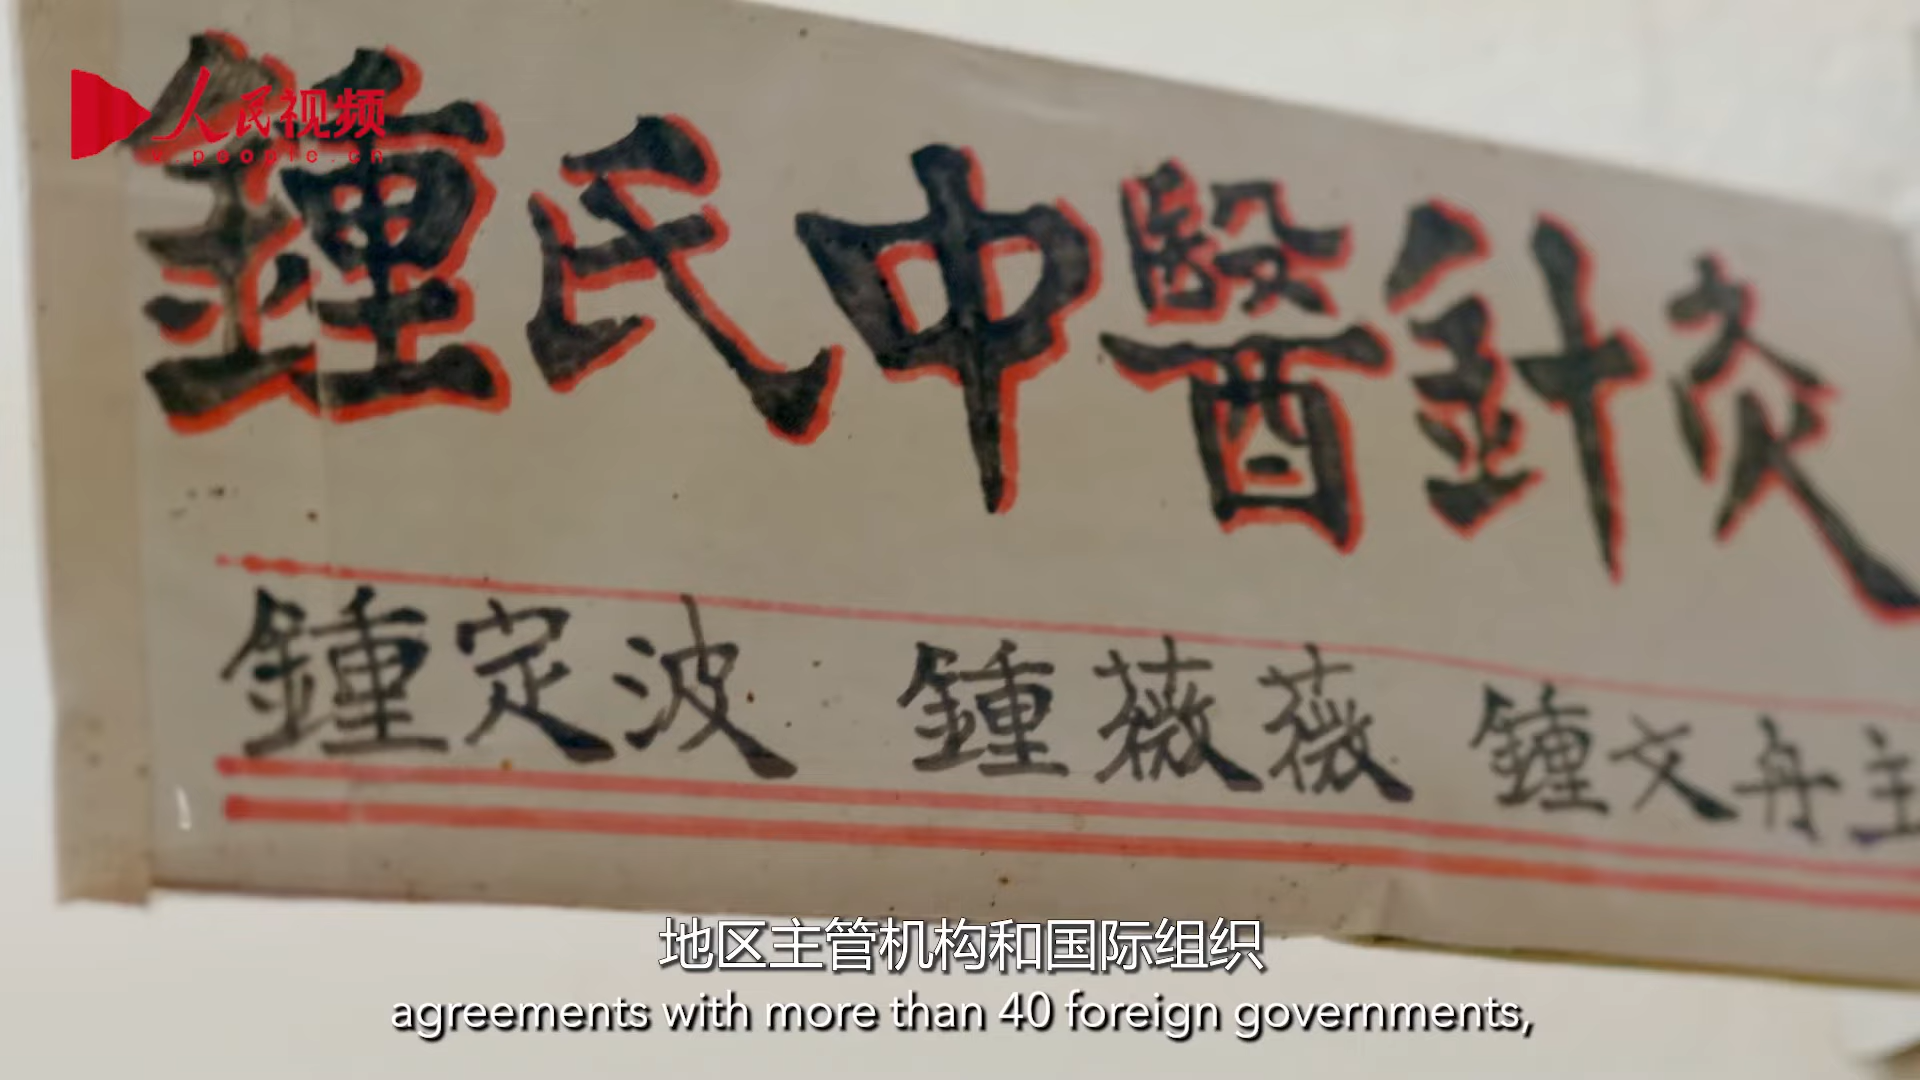 人民视频
v.people.cn
鍾氏中醫針灸
鍾定波 鍾薇薇 鍾文舟主
地区主管机构和国际组织
agreements with more than 40 foreign governments,